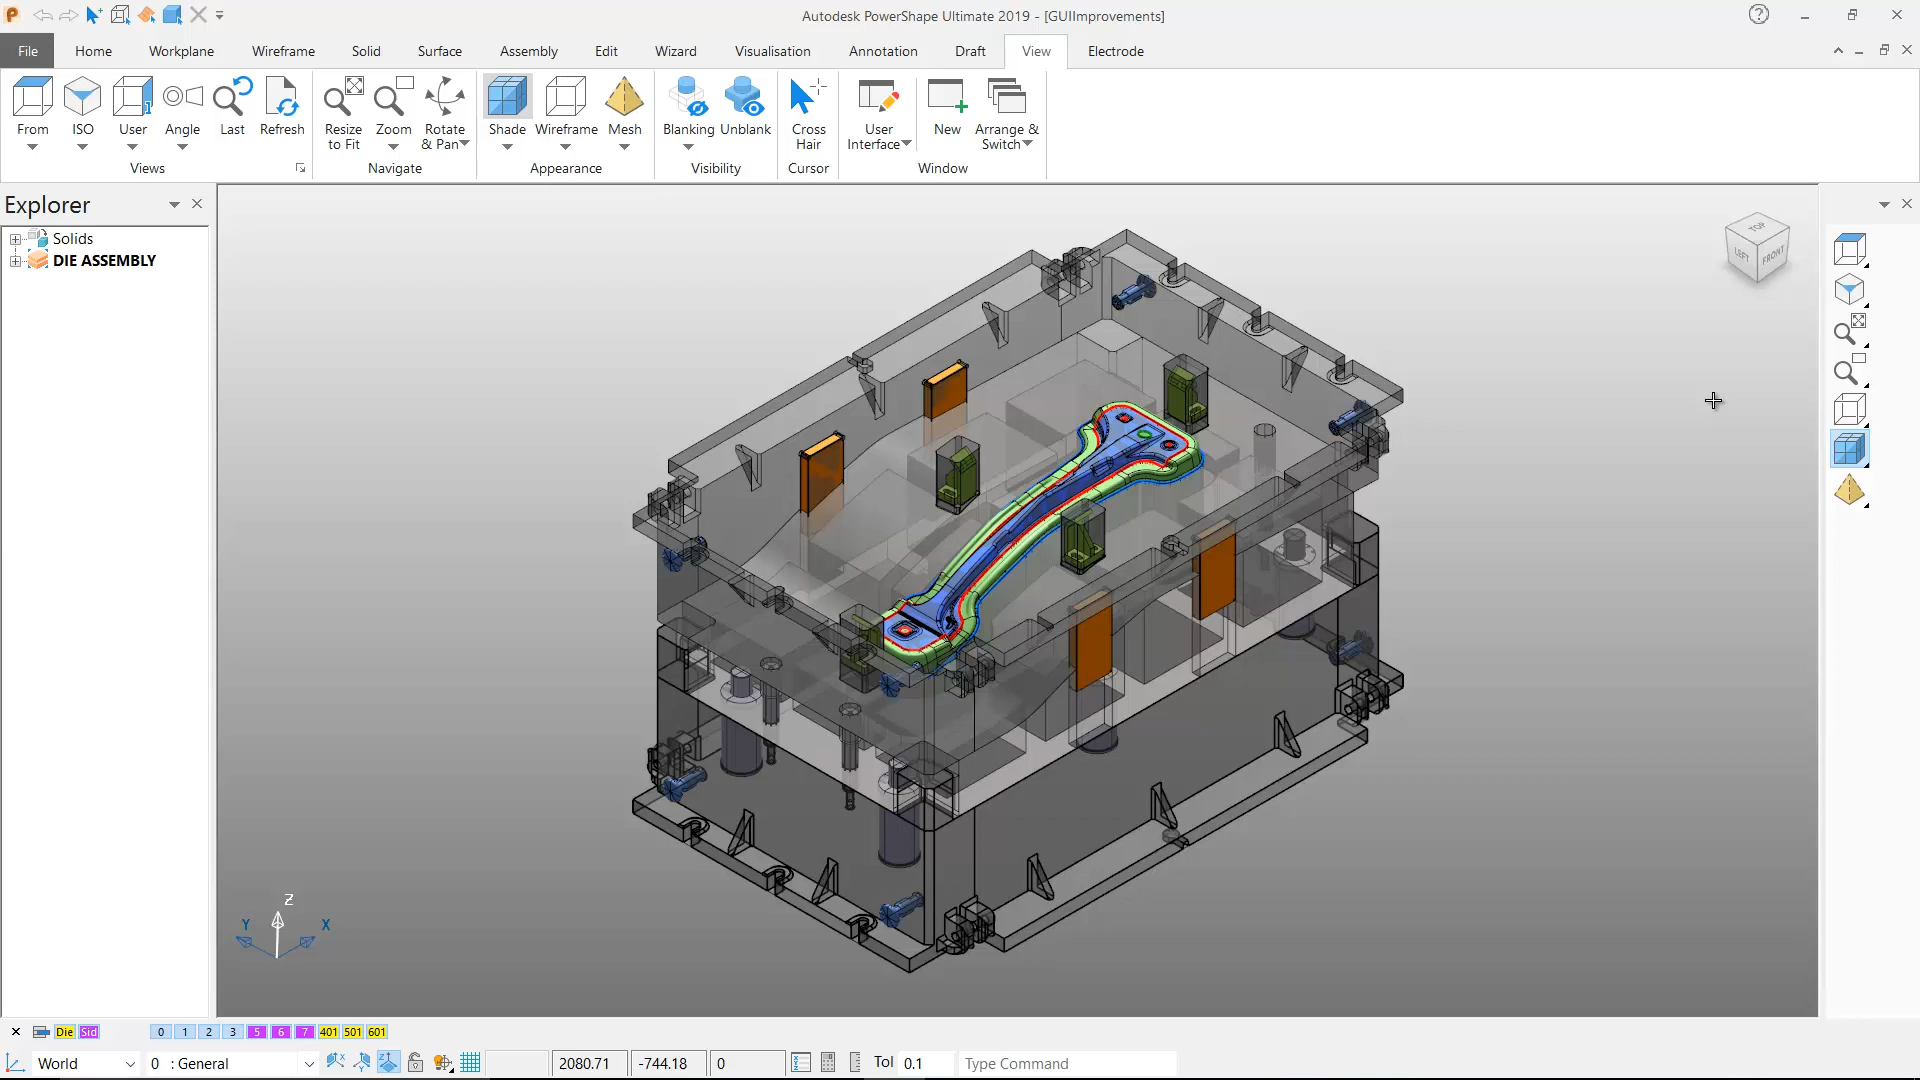 Autodesk PowerShape Ultimate 2019 - [GUIImprovements]
File Home Workplane Wireframe Solid Surface Assembly Edit Wizard Visualisation Annotation Draft View Electrode
From ISO User Angle Last Refresh Resize to Fit Zoom Rotate & Pan Shade Wireframe Mesh Blanking Unblank Cross Hair User Interface New Arrange & Switch
Views Navigate Appearance Visibility Cursor Window
Explorer
Solids
DIE ASSEMBLY
TOP
LEFT FRONT
Z
Y X
Die Sid 0 1 2 3 5 6 7 401 501 601
World 0 : General 2080.71 -744.18 0 Tol 0.1 Type Command